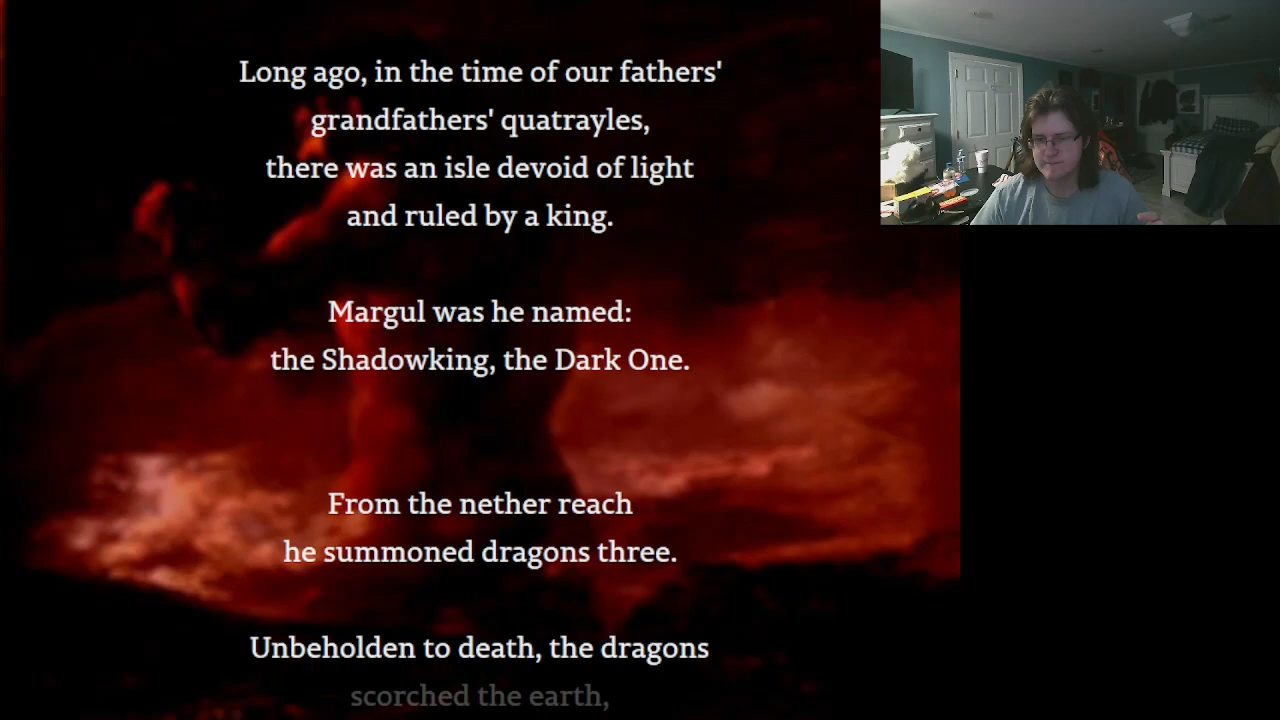 Long ago, in the time of our fathers'
grandfathers' quatrayles,
there was an isle devoid of light
and ruled by a king.
Margul was he named:
the Shadowking, the Dark One.
From the nether reach
he summoned dragons three.
Unbeholden to death, the dragons
scorched the earth,